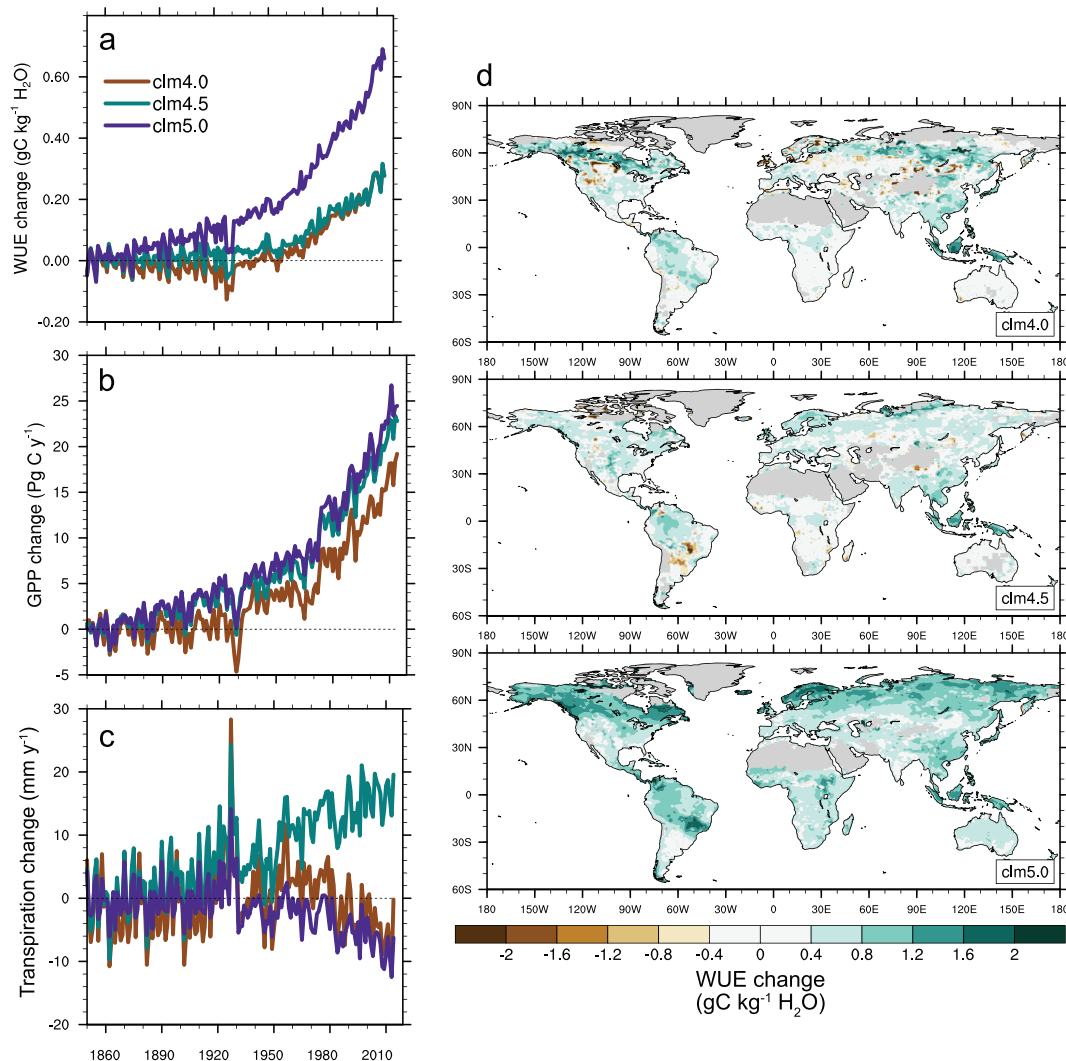 a
clm4.0
clm4.5
clm5.0
WUE change (gC kg⁻¹ H₂O)
0.60
0.40
0.20
0.00
-0.20
b
GPP change (Pg C y⁻¹)
30
25
20
15
10
5
0
-5
c
Transpiration change (mm y⁻¹)
30
20
10
0
-10
-20
1860 1890 1920 1950 1980 2010
d
90N
60N
30N
0
30S
60S
clm4.0
180 150W 120W 90W 60W 30W 0 30E 60E 90E 120E 150E 180
90N
60N
30N
0
30S
60S
clm4.5
180 150W 120W 90W 60W 30W 0 30E 60E 90E 120E 150E 180
90N
60N
30N
0
30S
60S
clm5.0
180 150W 120W 90W 60W 30W 0 30E 60E 90E 120E 150E 180
-2 -1.6 -1.2 -0.8 -0.4 0 0.4 0.8 1.2 1.6 2
WUE change
(gC kg⁻¹ H₂O)